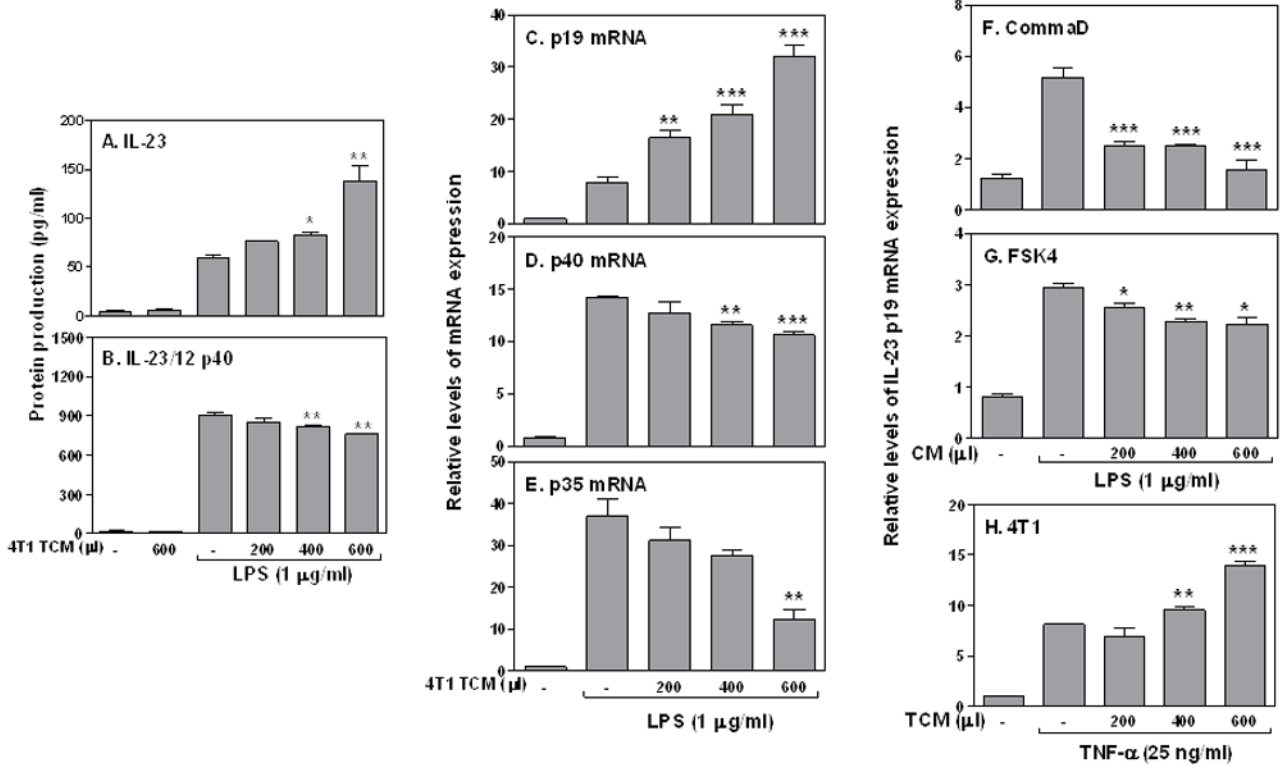 Protein production (pg/ml)
A. IL-23
200
150
100
50
0
**
*
B. IL-23/12 p40
1500
1200
900
600
300
0
** **
4T1 TCM (µl) - 600 - 200 400 600
LPS (1 µg/ml)
Relative levels of mRNA expression
C. p19 mRNA
40
30
20
10
0
** *** ***
D. p40 mRNA
20
15
10
5
0
** ***
E. p35 mRNA
50
40
30
20
10
0
**
4T1 TCM (µl) - - 200 400 600
LPS (1 µg/ml)
Relative levels of IL-23 p19 mRNA expression
F. CommaD
8
6
4
2
0
*** *** ***
G. FSK4
4
3
2
1
0
* ** *
CM (µl) - - 200 400 600
LPS (1 µg/ml)
H. 4T1
20
15
10
5
0
** ***
TCM (µl) - - 200 400 600
TNF-α (25 ng/ml)